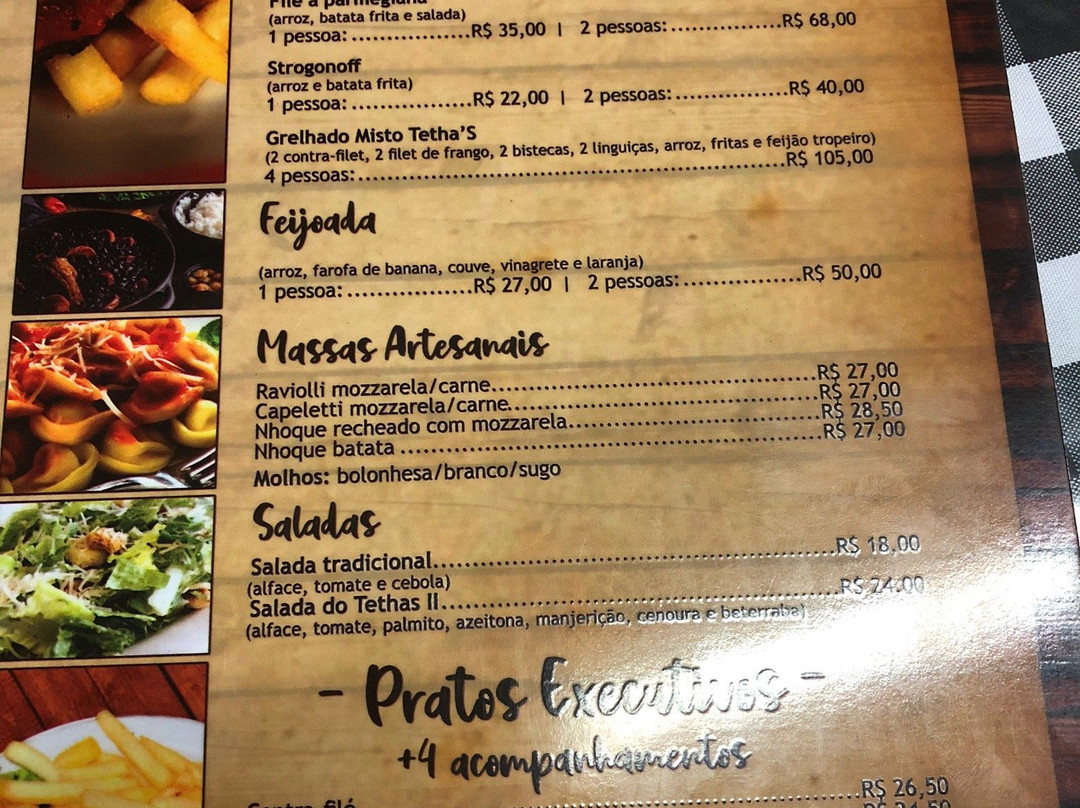 Filé à parmegiana
(arroz, batata frita e salada)
1 pessoa:...................R$ 35,00 | 2 pessoas:......................R$ 68,00
Strogonoff
(arroz e batata frita)
1 pessoa:...................R$ 22,00 | 2 pessoas:......................R$ 40,00
Grelhado Misto Tetha'S
(2 contra-filet, 2 filet de frango, 2 bistecas, 2 linguiças, arroz, fritas e feijão tropeiro)
4 pessoas:......................................................................R$ 105,00
Feijoada
(arroz, farofa de banana, couve, vinagrete e laranja)
1 pessoa:...................R$ 27,00 | 2 pessoas:...................R$ 50,00
Massas Artesanais
Raviolli mozzarela/carne..................................................R$ 27,00
Capeletti mozzarela/carne................................................R$ 27,00
Nhoque recheado com mozzarela......................................R$ 28,50
Nhoque batata ................................................................R$ 27,00
Molhos: bolonhesa/branco/sugo
Saladas
Salada tradicional.............................................................R$ 18,00
(alface, tomate e cebola)
Salada do Tethas II............................................................R$ 24,00
(alface, tomate, palmito, azeitona, manjerição, cenoura e beterraba)
- Pratos Executivos -
+4 acompanhamentos
Contra filé ......................................................................R$ 26,50